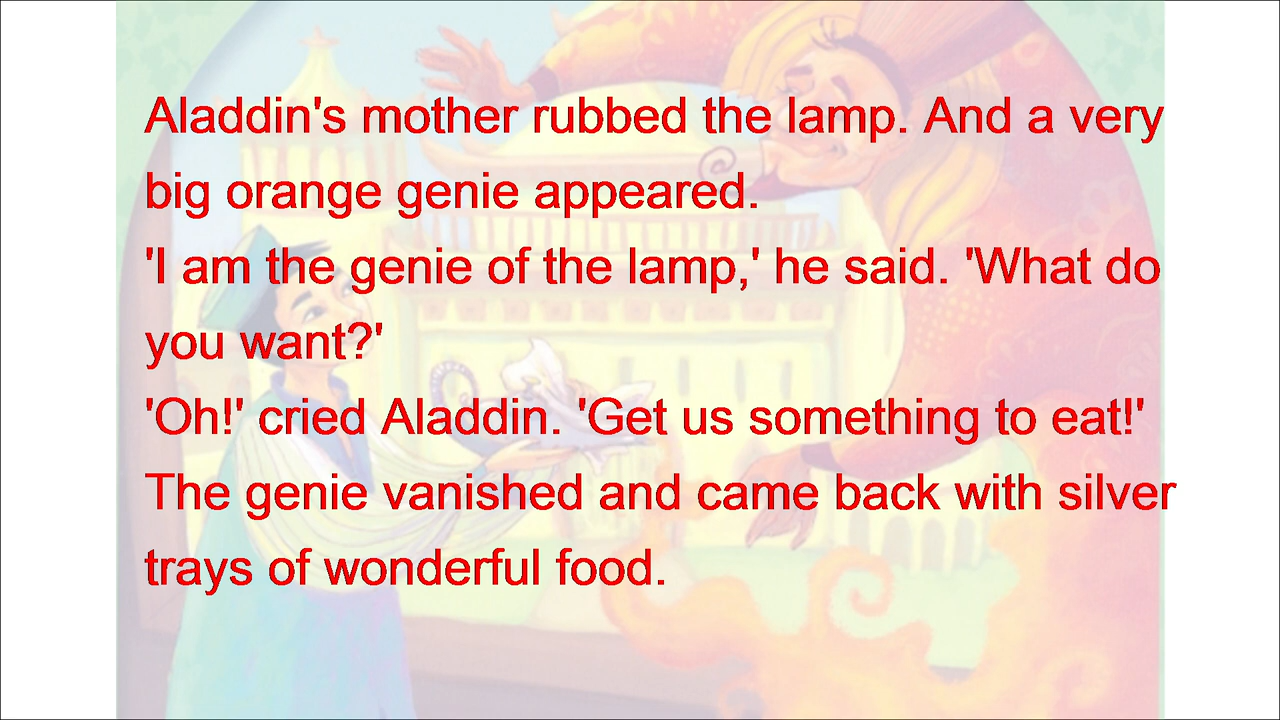 Aladdin's mother rubbed the lamp. And a very
big orange genie appeared.
'I am the genie of the lamp,' he said. 'What do
you want?'
'Oh!' cried Aladdin. 'Get us something to eat!'
The genie vanished and came back with silver
trays of wonderful food.